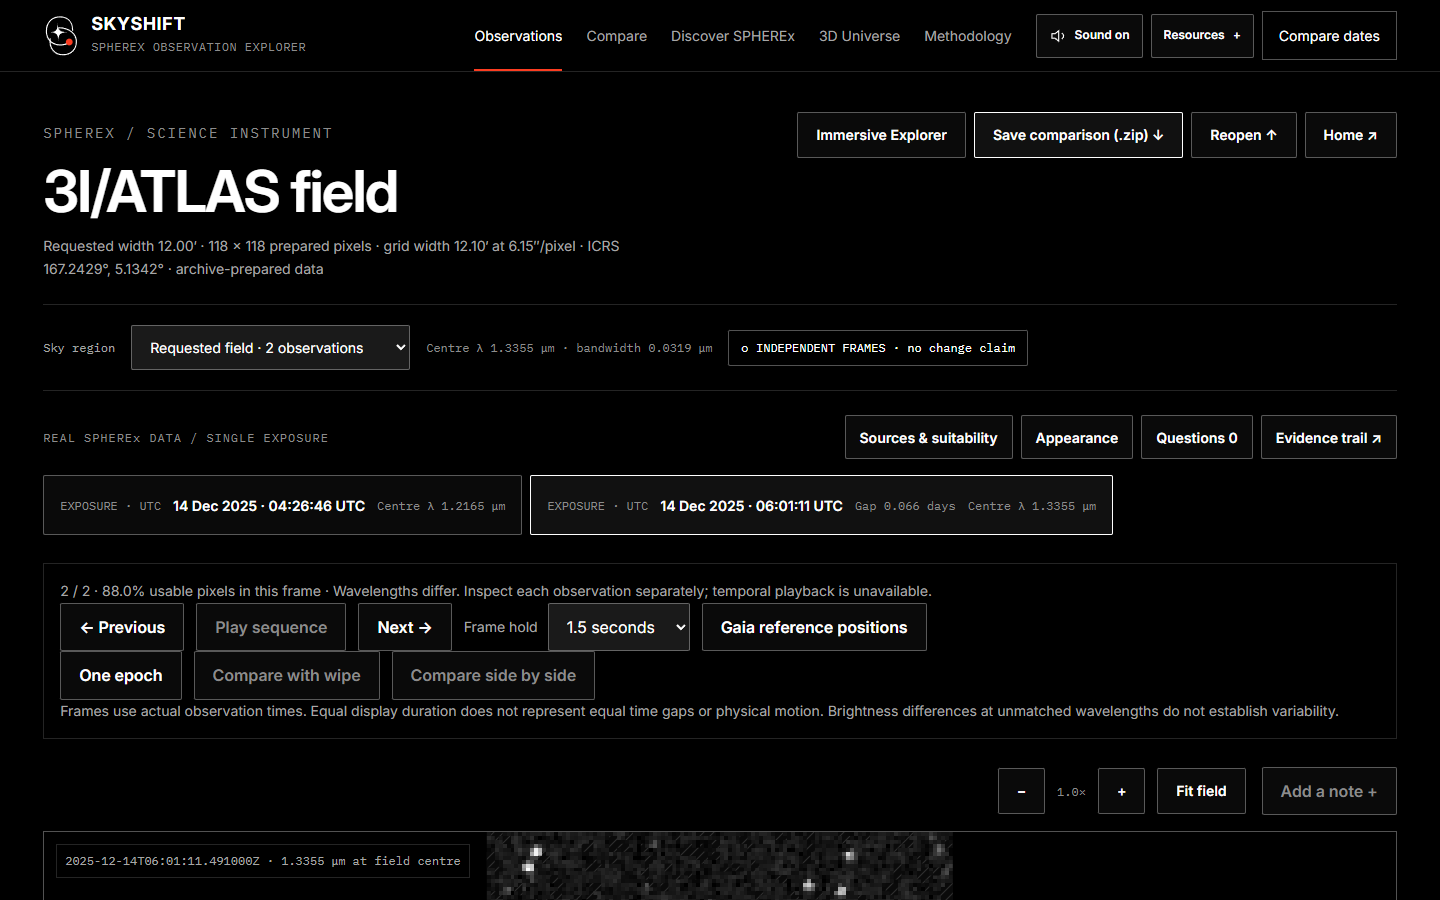 SKYSHIFT
SPHEREX OBSERVATION EXPLORER
Observations Compare Discover SPHEREx 3D Universe Methodology Sound on Resources + Compare dates
SPHEREX / SCIENCE INSTRUMENT
Immersive Explorer Save comparison (.zip) ↓ Reopen ↑ Home ↗
3I/ATLAS field
Requested width 12.00′ · 118 × 118 prepared pixels · grid width 12.10′ at 6.15″/pixel · ICRS
167.2429°, 5.1342° · archive-prepared data
Sky region Requested field · 2 observations Centre λ 1.3355 µm · bandwidth 0.0319 µm o INDEPENDENT FRAMES · no change claim
REAL SPHEREx DATA / SINGLE EXPOSURE Sources & suitability Appearance Questions 0 Evidence trail ↗
EXPOSURE · UTC 14 Dec 2025 · 04:26:46 UTC Centre λ 1.2165 µm
EXPOSURE · UTC 14 Dec 2025 · 06:01:11 UTC Gap 0.066 days Centre λ 1.3355 µm
2 / 2 · 88.0% usable pixels in this frame · Wavelengths differ. Inspect each observation separately; temporal playback is unavailable.
← Previous Play sequence Next → Frame hold 1.5 seconds Gaia reference positions
One epoch Compare with wipe Compare side by side
Frames use actual observation times. Equal display duration does not represent equal time gaps or physical motion. Brightness differences at unmatched wavelengths do not establish variability.
− 1.0× + Fit field Add a note +
2025-12-14T06:01:11.491000Z · 1.3355 µm at field centre